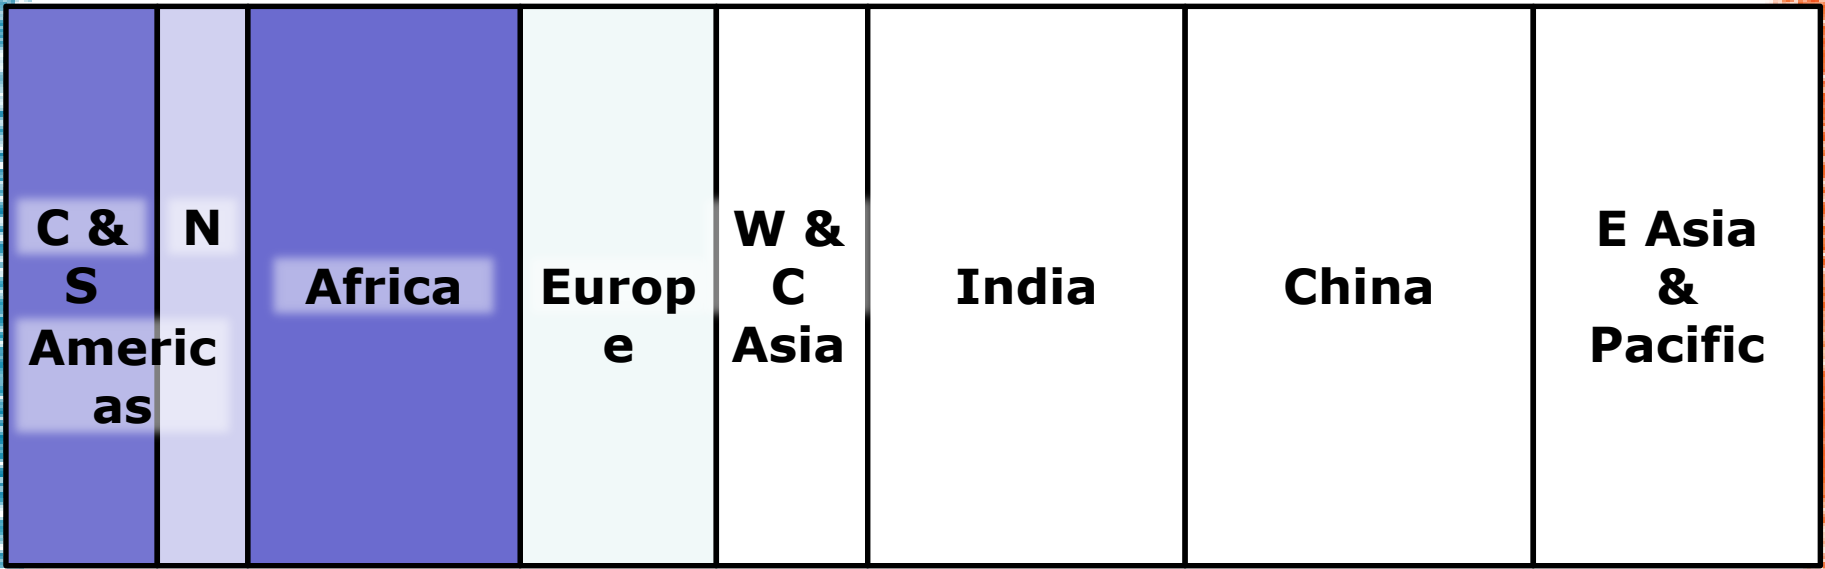 C &
S
N
Americ
as
Africa
Europ
e
W &
C
Asia
India
China
E Asia
&
Pacific